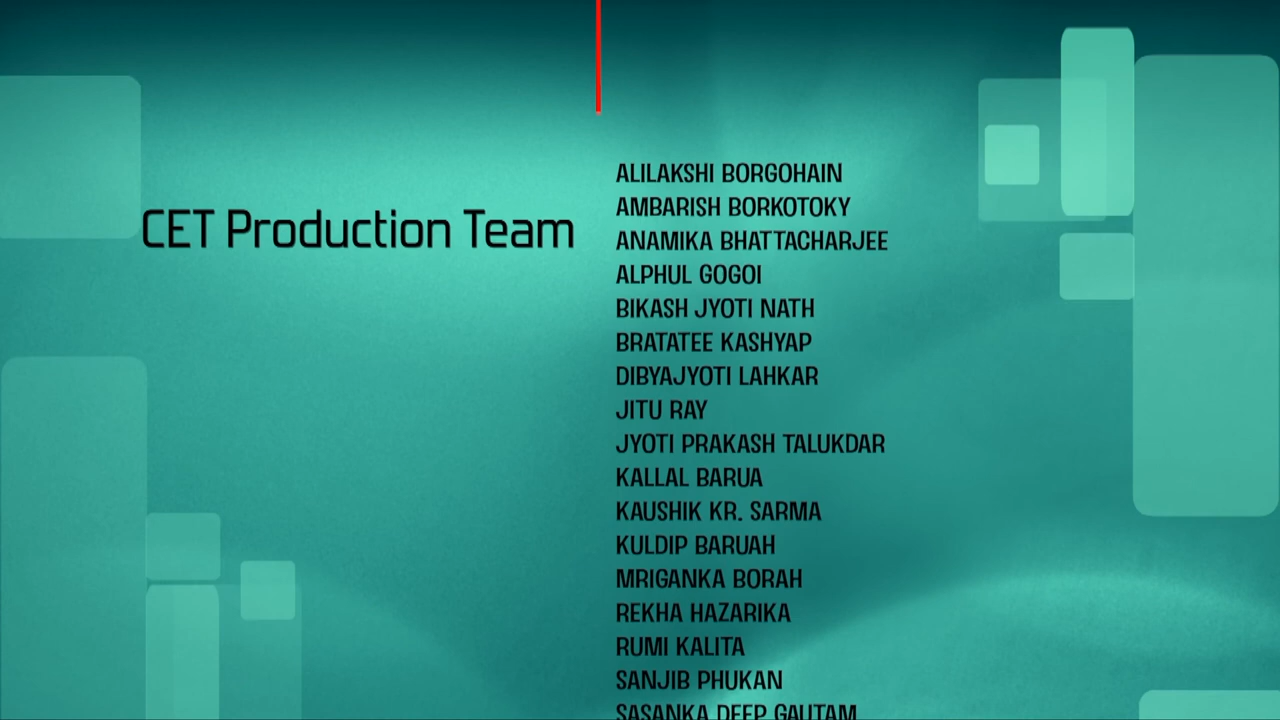 CET Production Team
ALILAKSHI BORGOHAIN
AMBARISH BORKOTOKY
ANAMIKA BHATTACHARJEE
ALPHUL GOGOI
BIKASH JYOTI NATH
BRATATEE KASHYAP
DIBYAJYOTI LAHKAR
JITU RAY
JYOTI PRAKASH TALUKDAR
KALLAL BARUA
KAUSHIK KR. SARMA
KULDIP BARUAH
MRIGANKA BORAH
REKHA HAZARIKA
RUMI KALITA
SANJIB PHUKAN
SASANKA DEEP GAUTAM